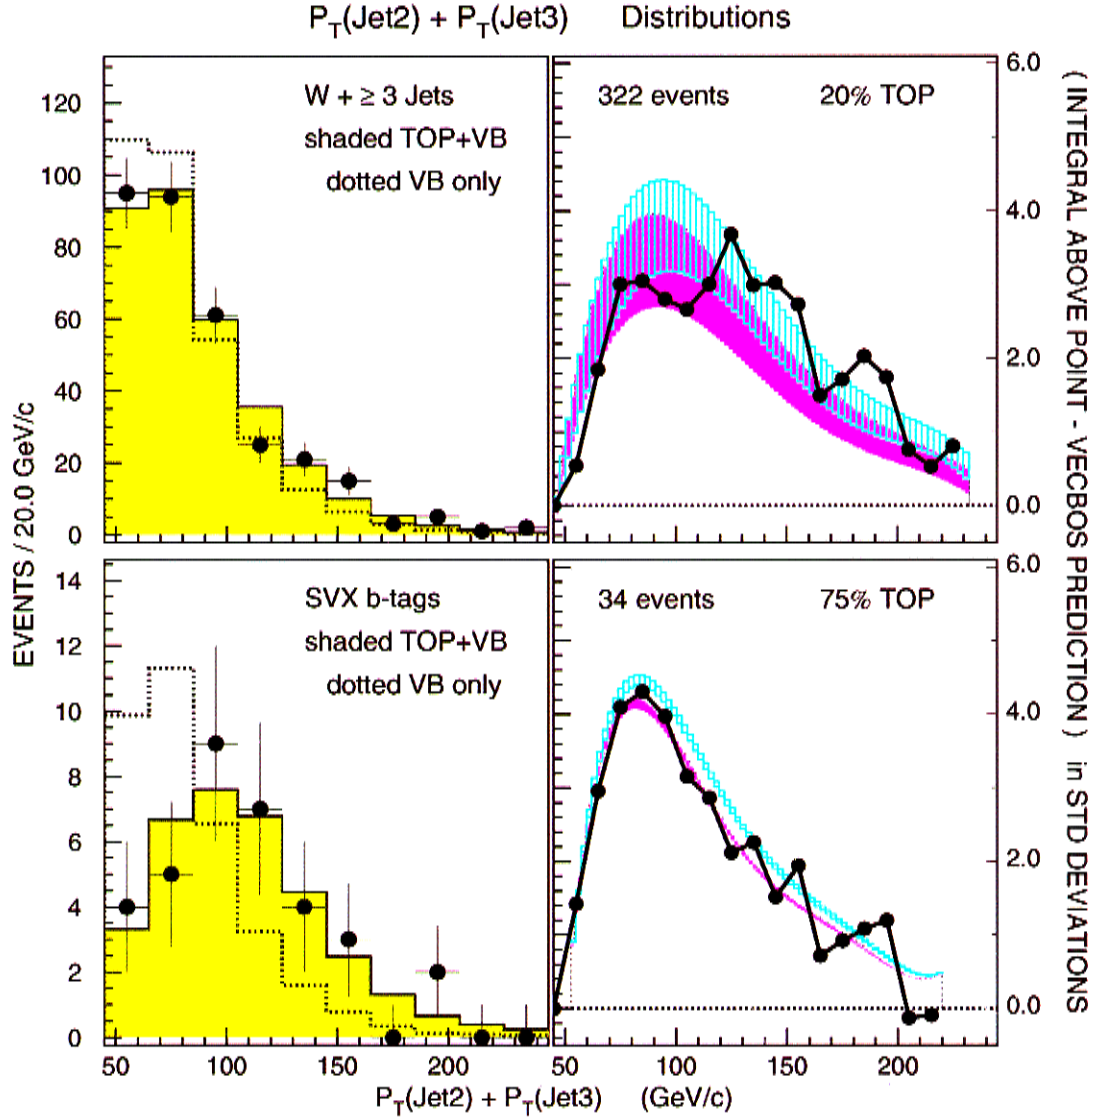 P_T(Jet2) + P_T(Jet3) Distributions
W + ≥ 3 Jets
shaded TOP+VB
dotted VB only
120
100
80
60
40
20
0
322 events 20% TOP
6.0
4.0
2.0
0.0
SVX b-tags
shaded TOP+VB
dotted VB only
14
12
10
8
6
4
2
0
50 100 150 200
34 events 75% TOP
6.0
4.0
2.0
0.0
50 100 150 200
EVENTS / 20.0 GeV/c
P_T(Jet2) + P_T(Jet3) (GeV/c)
( INTEGRAL ABOVE POINT - VECBOS PREDICTION ) in STD DEVIATIONS